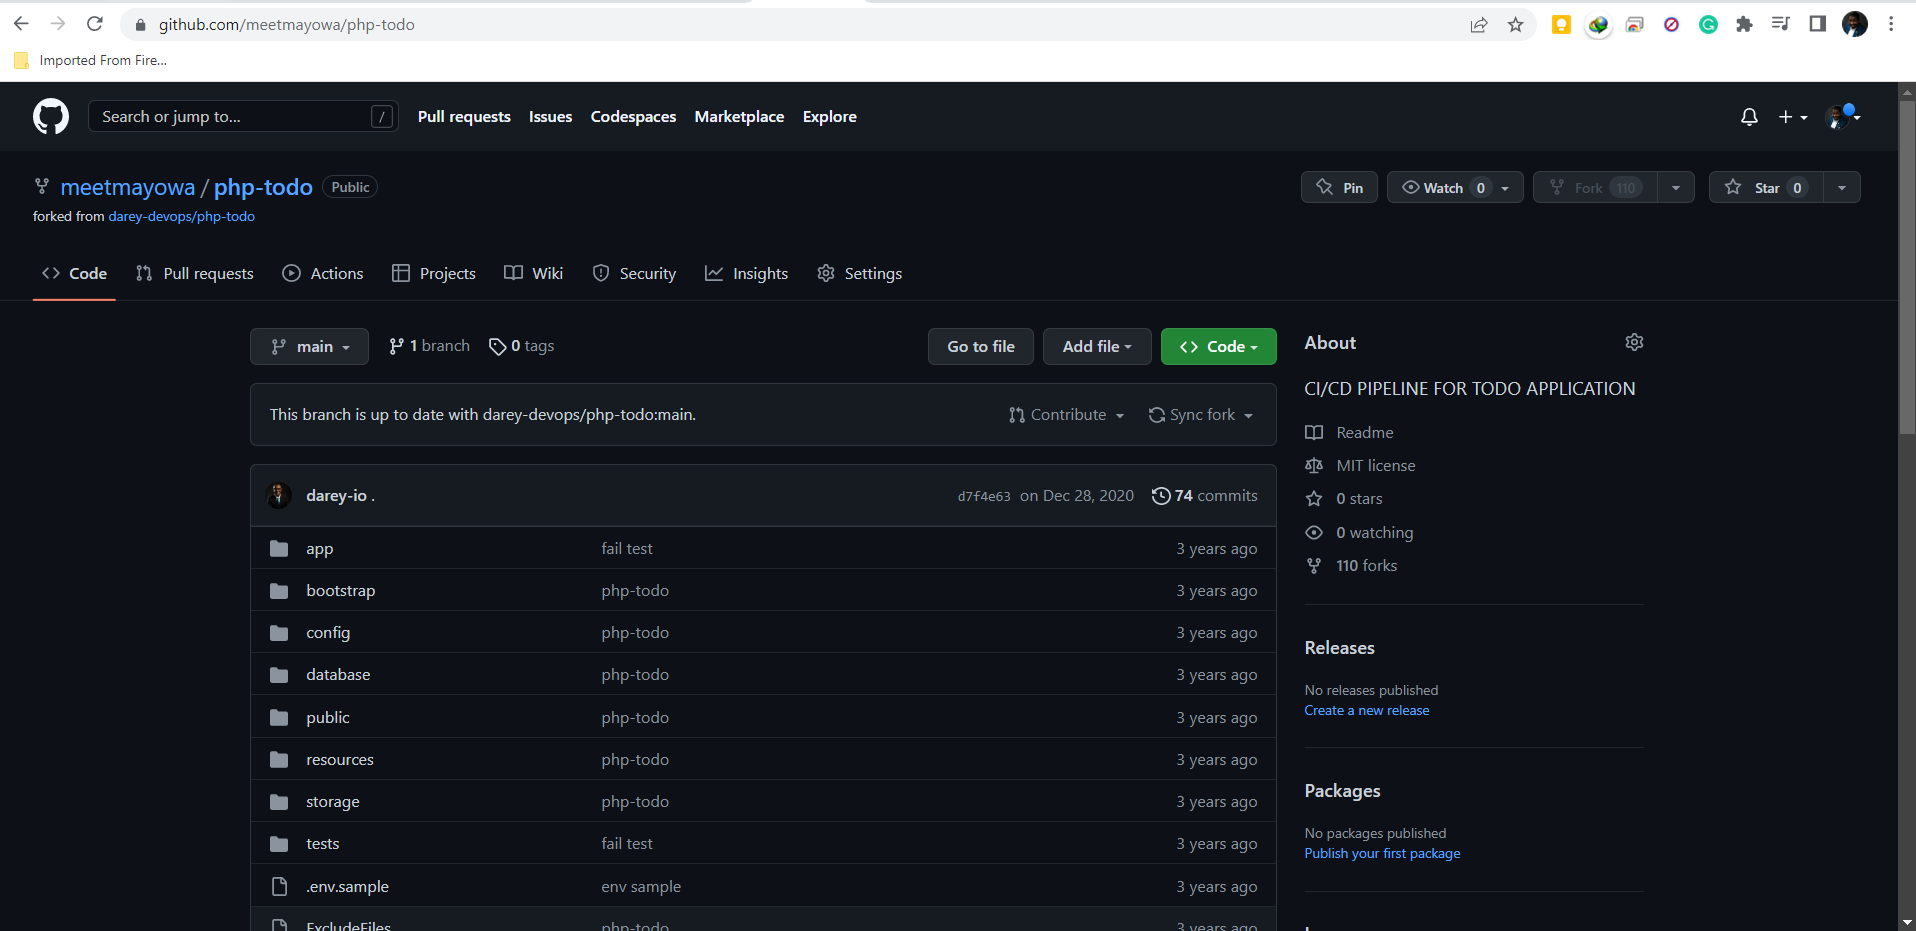 github.com/meetmayowa/php-todo
Imported From Fire...
Search or jump to... /
Pull requests Issues Codespaces Marketplace Explore
meetmayowa / php-todo Public
Pin Watch 0 Fork 110 Star 0
forked from darey-devops/php-todo
Code Pull requests Actions Projects Wiki Security Insights Settings
main 1 branch 0 tags Go to file Add file Code
This branch is up to date with darey-devops/php-todo:main. Contribute Sync fork
darey-io . d7f4e63 on Dec 28, 2020 74 commits
app fail test 3 years ago
bootstrap php-todo 3 years ago
config php-todo 3 years ago
database php-todo 3 years ago
public php-todo 3 years ago
resources php-todo 3 years ago
storage php-todo 3 years ago
tests fail test 3 years ago
.env.sample env sample 3 years ago
ExcludeFiles php-todo 3 years ago
About
CI/CD PIPELINE FOR TODO APPLICATION
Readme
MIT license
0 stars
0 watching
110 forks
Releases
No releases published
Create a new release
Packages
No packages published
Publish your first package